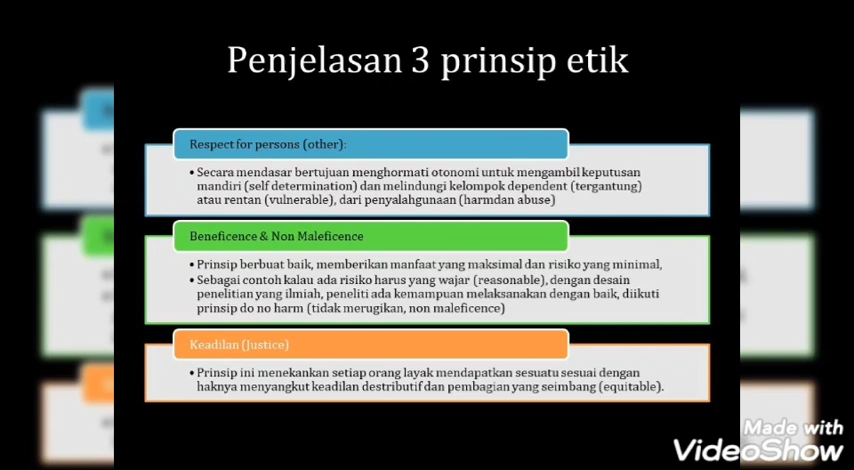 Penjelasan 3 prinsip etik
Respect for persons (other):
• Secara mendasar bertujuan menghormati otonomi untuk mengambil keputusan
mandiri (self determination) dan melindungi kelompok dependent (tergantung)
atau rentan (vulnerable), dari penyalahgunaan (harmdan abuse)
Beneficence & Non Maleficence
• Prinsip berbuat baik, memberikan manfaat yang maksimal dan risiko yang minimal,
• Sebagai contoh kalau ada risiko harus yang wajar (reasonable), dengan desain
penelitian yang ilmiah, peneliti ada kemampuan melaksanakan dengan baik, diikuti
prinsip do no harm (tidak merugikan, non maleficence)
Keadilan (Justice)
• Prinsip ini menekankan setiap orang layak mendapatkan sesuatu sesuai dengan
haknya menyangkut keadilan destributif dan pembagian yang seimbang (equitable).
Made with
VideoShow